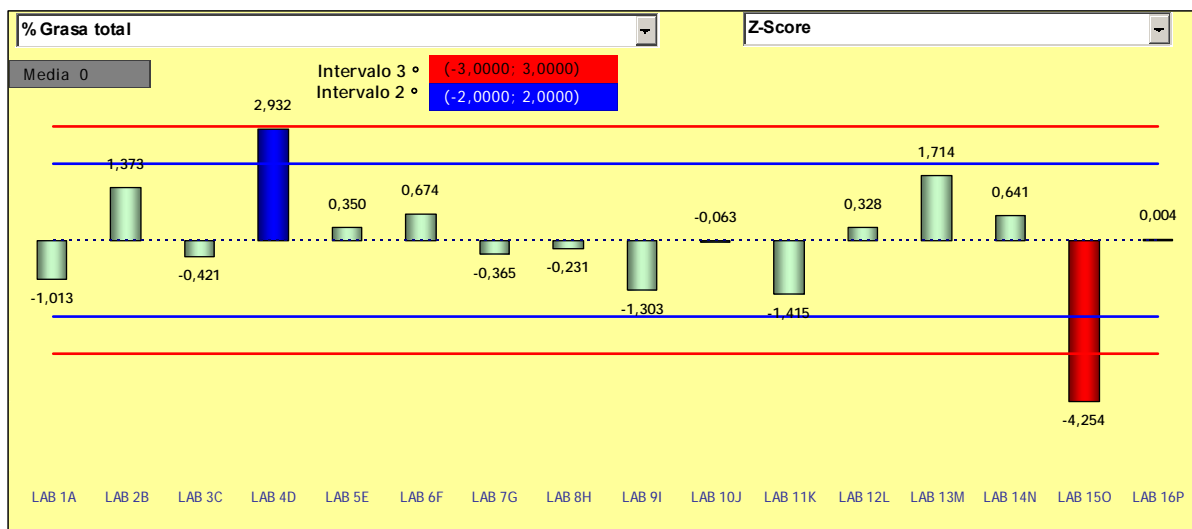 % Grasa total
Z-Score
Media 0
Intervalo 3 º (-3,0000; 3,0000)
Intervalo 2 º (-2,0000; 2,0000)
2,932
1,373
1,714
0,674
0,641
0,350
-0,063
0,328
0,004
-0,421
-0,365
-0,231
-1,013
-1,303
-1,415
-4,254
LAB 1A LAB 2B LAB 3C LAB 4D LAB 5E LAB 6F LAB 7G LAB 8H LAB 9I LAB 10J LAB 11K LAB 12L LAB 13M LAB 14N LAB 15O LAB 16P